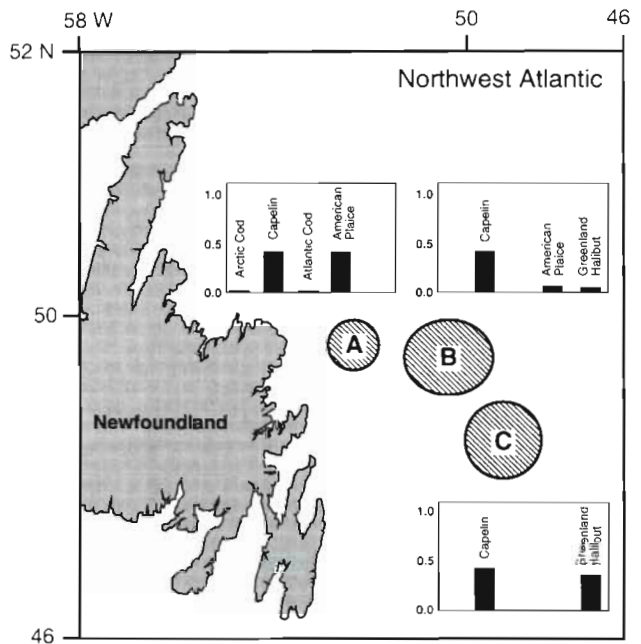 58 W
50
46
52 N
Northwest Atlantic
1.0
0.5
0.0
Arctic Cod
Capelin
Atlantic Cod
American
Plaice
1.0
0.5
0.0
Capelin
American
Plaice
Greenland
Halibut
50
A
B
C
Newfoundland
1.0
0.5
0.0
Capelin
Greenland
Halibut
46